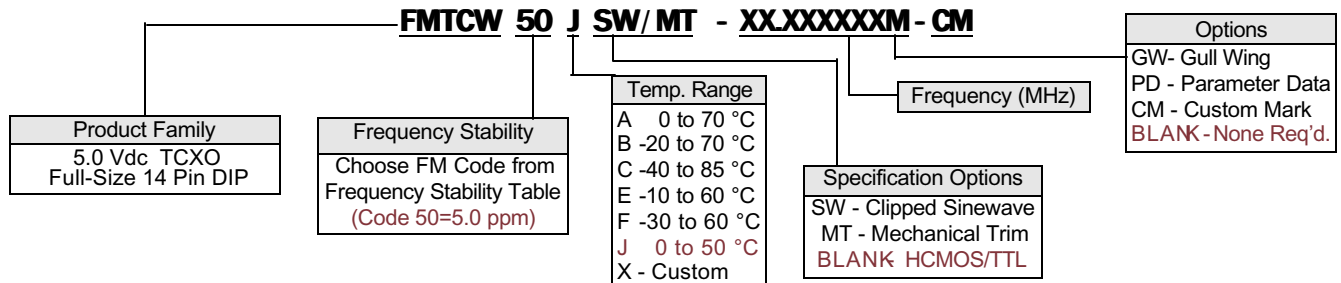 FMTCW 50 J SW/MT - XX.XXXXXXM - CM
Product Family
5.0 Vdc TCXO
Full-Size 14 Pin DIP
Frequency Stability
Choose FM Code from
Frequency Stability Table
(Code 50=5.0 ppm)
Temp. Range
A 0 to 70 °C
B -20 to 70 °C
C -40 to 85 °C
E -10 to 60 °C
F -30 to 60 °C
J 0 to 50 °C
X - Custom
Specification Options
SW - Clipped Sinewave
MT - Mechanical Trim
BLANK- HCMOS/TTL
Frequency (MHz)
Options
GW- Gull Wing
PD - Parameter Data
CM - Custom Mark
BLANK - None Req'd.